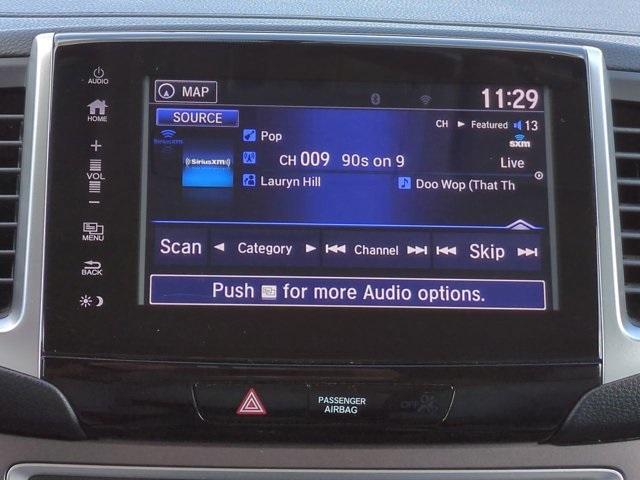 AUDIO
MAP
11:29
HOME
SOURCE
CH ► Featured 13
SiriusXM
Pop
sxm
((SiriusXM))
CH 009 90s on 9
Live
+
VOL
−
Lauryn Hill
Doo Wop (That Th
MENU
Scan ◄ Category ► Channel Skip
BACK
Push for more Audio options.
PASSENGER
AIRBAG
OFF